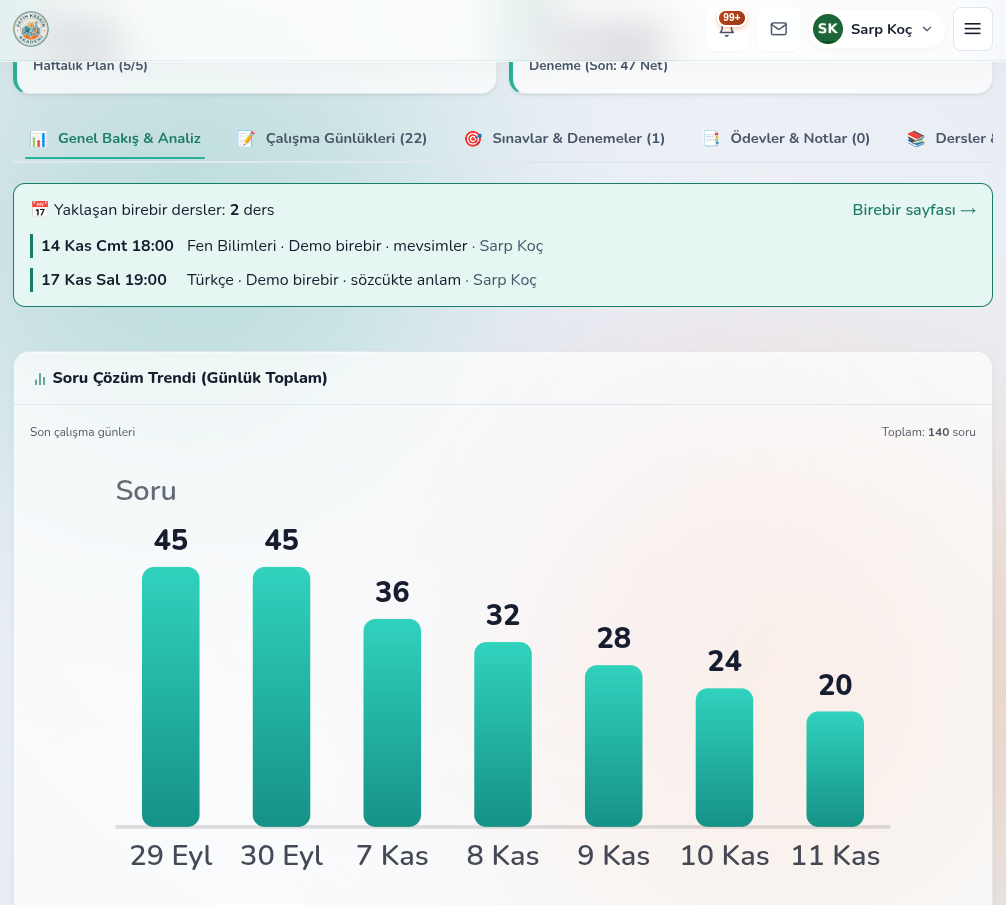 99+
SK
Sarp Koç
Haftalık Plan (5/5)
Deneme (Son: 47 Net)
Genel Bakış & Analiz
Çalışma Günlükleri (22)
Sınavlar & Denemeler (1)
Ödevler & Notlar (0)
Dersler &
Yaklaşan birebir dersler: 2 ders
Birebir sayfası →
14 Kas Cmt 18:00 Fen Bilimleri · Demo birebir · mevsimler · Sarp Koç
17 Kas Sal 19:00 Türkçe · Demo birebir · sözcükte anlam · Sarp Koç
Soru Çözüm Trendi (Günlük Toplam)
Son çalışma günleri
Toplam: 140 soru
Soru
45
45
36
32
28
24
20
29 Eyl
30 Eyl
7 Kas
8 Kas
9 Kas
10 Kas
11 Kas